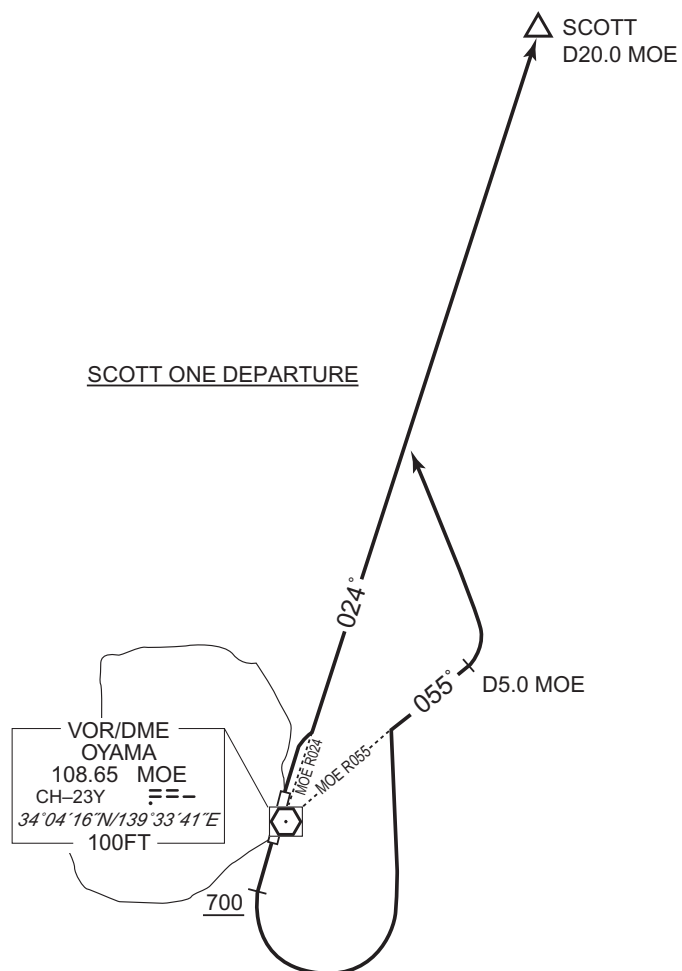 SCOTT
D20.0 MOE
SCOTT ONE DEPARTURE
024°
055°
D5.0 MOE
MOE R024
MOE R055
VOR/DME
OYAMA
108.65 MOE
CH–23Y
34°04´16˝N/139°33´41˝E
100FT
700